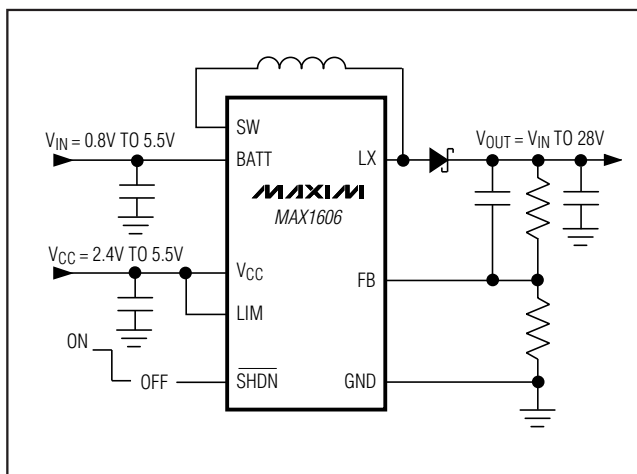 SW
V_IN = 0.8V TO 5.5V
BATT
LX
V_OUT = V_IN TO 28V
MAXIM
MAX1606
V_CC = 2.4V TO 5.5V
V_CC
FB
LIM
ON
OFF
SHDN
GND